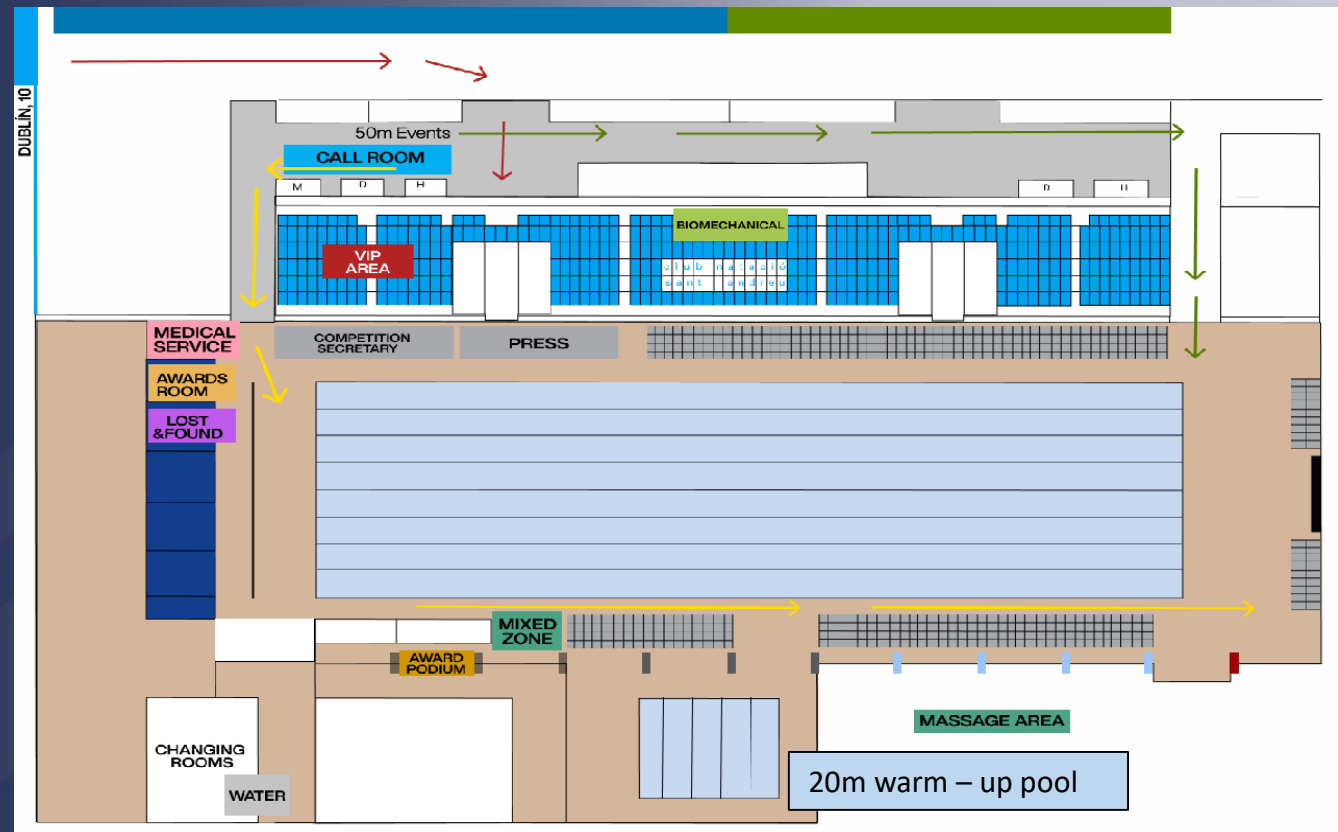 DUBLÍN, 10
50m Events
CALL ROOM
M
D
H
D
BIOMECHANICAL
VIP
AREA
club natació
sant andreu
MEDICAL
SERVICE
COMPETITION
SECRETARY
PRESS
AWARDS
ROOM
LOST
&FOUND
MIXED
ZONE
AWARD
PODIUM
MASSAGE AREA
CHANGING
ROOMS
20m warm – up pool
WATER